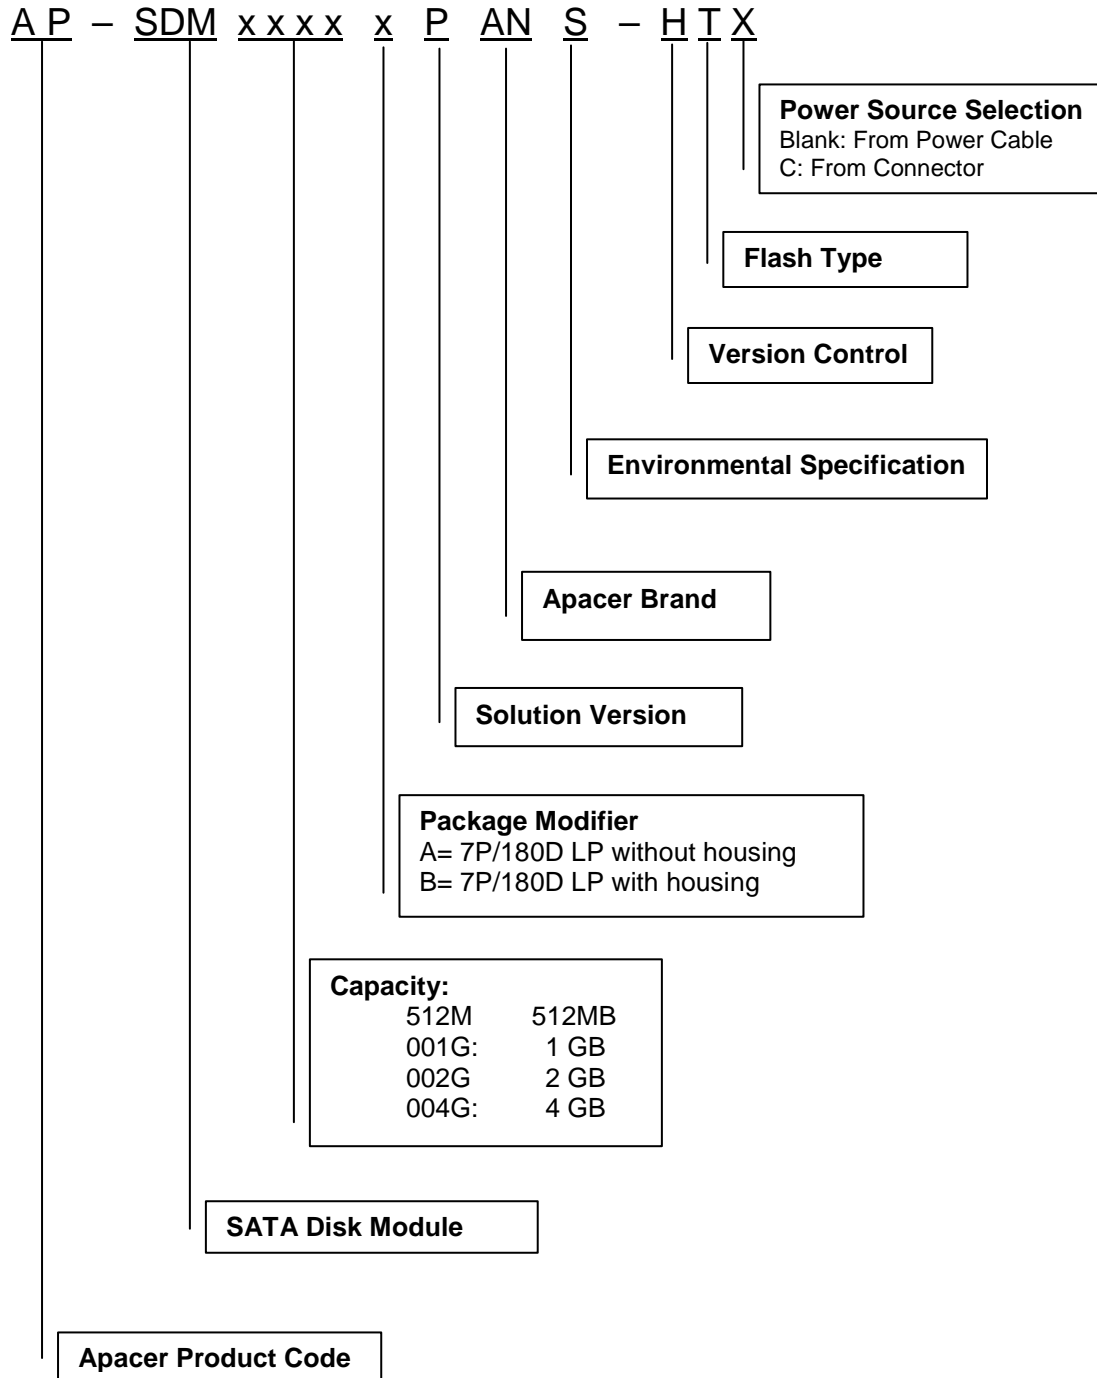 AP – SDM xxxx x P AN S – H T X
Power Source Selection
Blank: From Power Cable
C: From Connector
Flash Type
Version Control
Environmental Specification
Apacer Brand
Solution Version
Package Modifier
A= 7P/180D LP without housing
B= 7P/180D LP with housing
Capacity:
512M 512MB
001G: 1 GB
002G 2 GB
004G: 4 GB
SATA Disk Module
Apacer Product Code